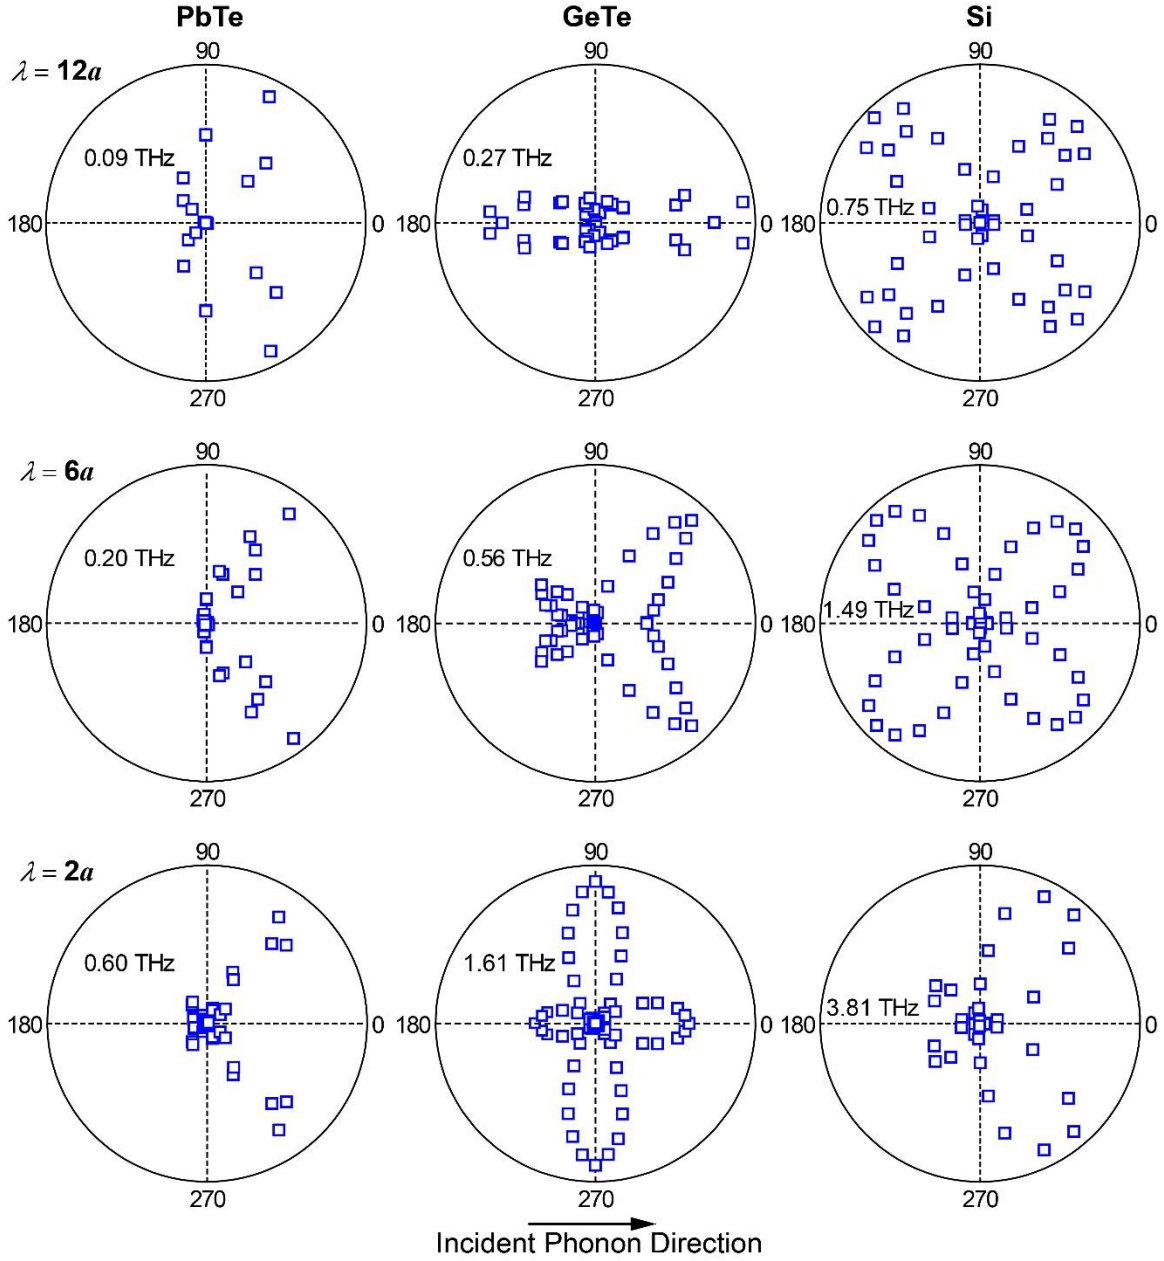 PbTe GeTe Si
λ = 12a
90 90 90
0.09 THz 0.27 THz 0.75 THz
180 0 180 0 180 0
270 270 270
λ = 6a
90 90 90
0.20 THz 0.56 THz 1.49 THz
180 0 180 0 180 0
270 270 270
λ = 2a
90 90 90
0.60 THz 1.61 THz 3.81 THz
180 0 180 0 180 0
270 270 270
Incident Phonon Direction